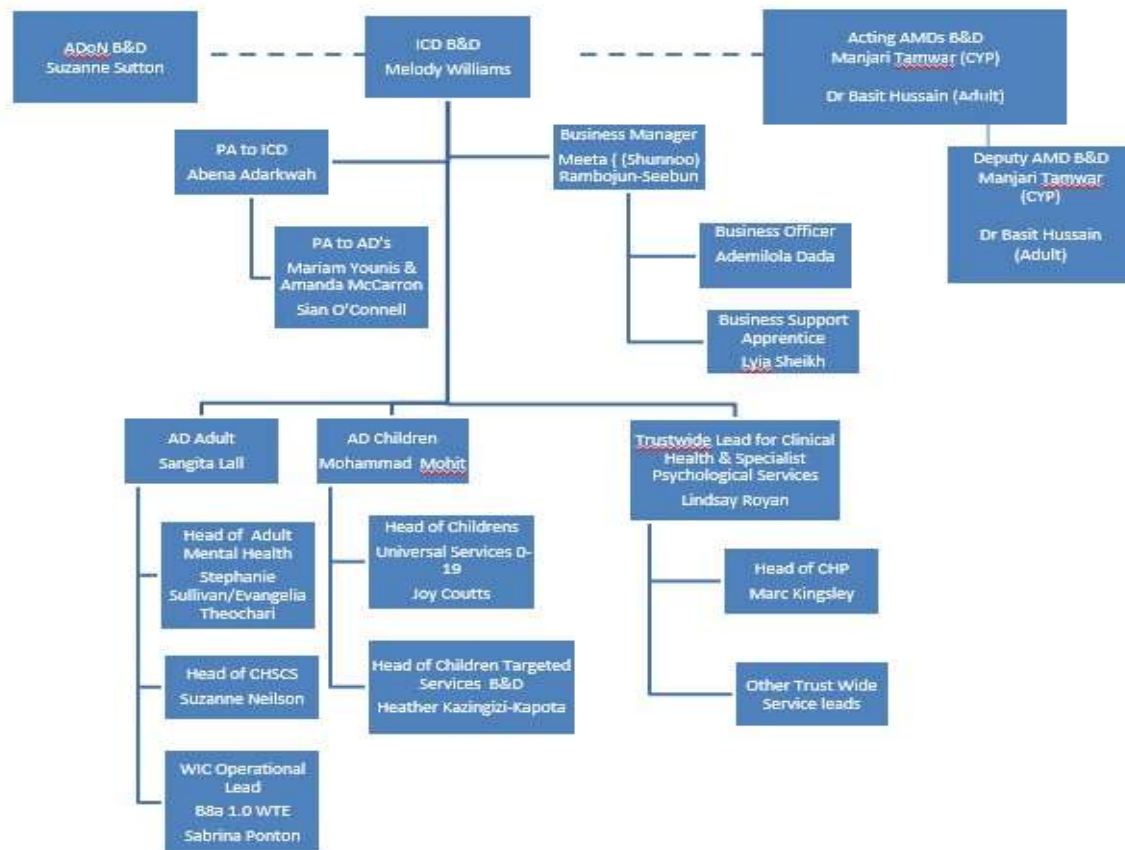 ADoN B&D
Suzanne Sutton
ICD B&D
Melody Williams
Acting AMDs B&D
Manjari Tamwar (CYP)
Dr Basit Hussain (Adult)
Deputy AMD B&D
Manjari Tamwar
(CYP)
Dr Basit Hussain
(Adult)
PA to ICD
Abena Adarkwah
Business Manager
Meeta { (Shunnoo)
Rambojun-Seebun
PA to AD's
Mariam Younis &
Amanda McCarron
Sian O'Connell
Business Officer
Ademilola Dada
Business Support
Apprentice
Lyia Sheikh
AD Adult
Sangita Lall
AD Children
Mohammad Mohit
Trustwide Lead for Clinical
Health & Specialist
Psychological Services
Lindsay Royan
Head of Adult
Mental Health
Stephanie
Sullivan/Evangelia
Theochari
Head of CHSCS
Suzanne Neilson
WIC Operational
Lead
B8a 1.0 WTE
Sabrina Ponton
Head of Childrens
Universal Services 0-
19
Joy Coutts
Head of Children Targeted
Services B&D
Heather Kazingizi-Kapota
Head of CHP
Marc Kingsley
Other Trust Wide
Service leads